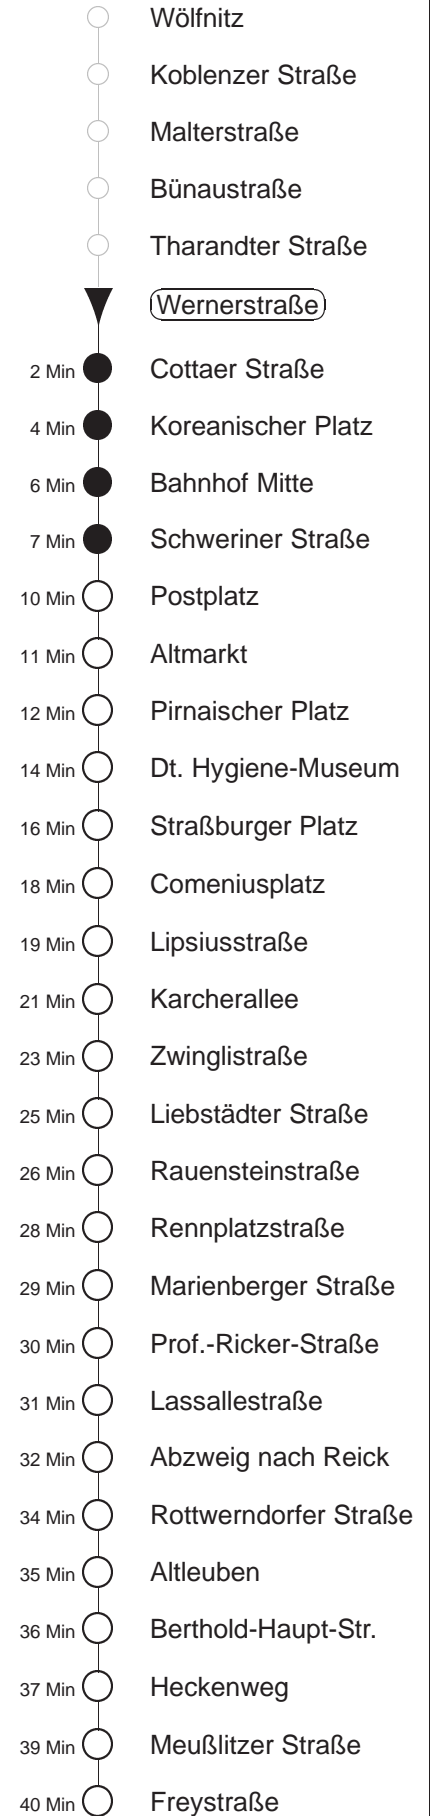 Wölfnitz
Koblenzer Straße
Malterstraße
Bünaustraße
Tharandter Straße
Wernerstraße
2 Min Cottaer Straße
4 Min Koreanischer Platz
6 Min Bahnhof Mitte
7 Min Schweriner Straße
10 Min Postplatz
11 Min Altmarkt
12 Min Pirnaischer Platz
14 Min Dt. Hygiene-Museum
16 Min Straßburger Platz
18 Min Comeniusplatz
19 Min Lipsiusstraße
21 Min Karcherallee
23 Min Zwinglistraße
25 Min Liebstädter Straße
26 Min Rauensteinstraße
28 Min Rennplatzstraße
29 Min Marienberger Straße
30 Min Prof.-Ricker-Straße
31 Min Lassallestraße
32 Min Abzweig nach Reick
34 Min Rottwerndorfer Straße
35 Min Altleuben
36 Min Berthold-Haupt-Str.
37 Min Heckenweg
39 Min Meußlitzer Straße
40 Min Freystraße